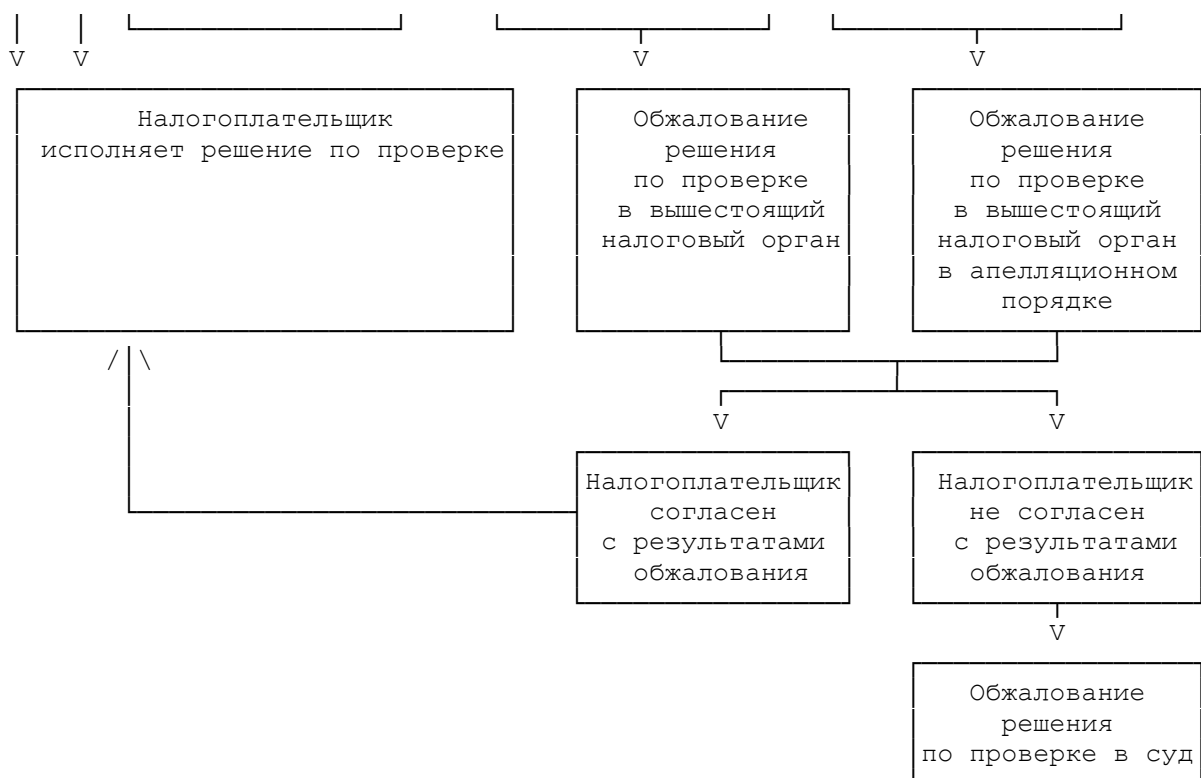 Налогоплательщик
исполняет решение по проверке
Обжалование
решения
по проверке
в вышестоящий
налоговый орган
Обжалование
решения
по проверке
в вышестоящий
налоговый орган
в апелляционном
порядке
Налогоплательщик
согласен
с результатами
обжалования
Налогоплательщик
не согласен
с результатами
обжалования
Обжалование
решения
по проверке в суд